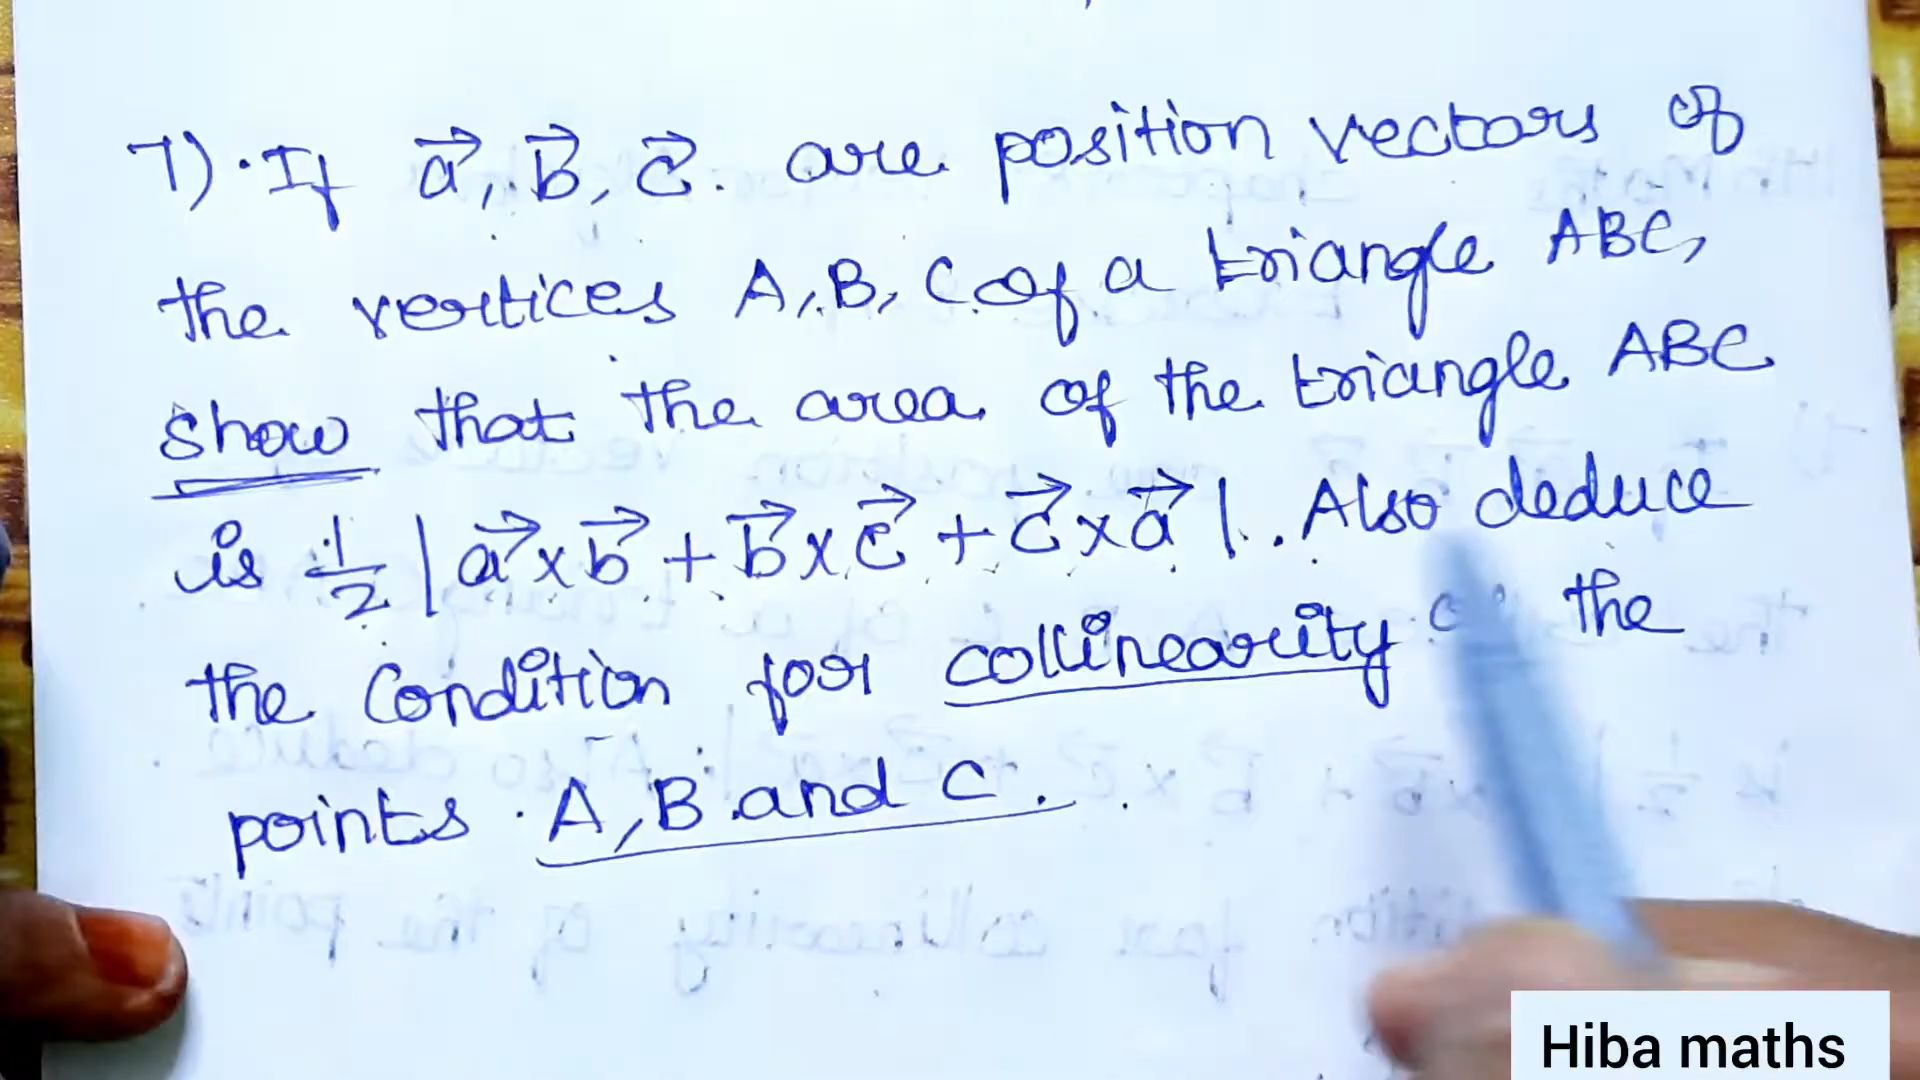 7). If a⃗, b⃗, c⃗. are position vectors of
the vertices A, B, C of a triangle ABC,
show that the area of the triangle ABC
is 1/2 | a⃗ × b⃗ + b⃗ × c⃗ + c⃗ × a⃗ |. Also deduce
the condition for collinearity the
points A, B and C.
Hiba maths